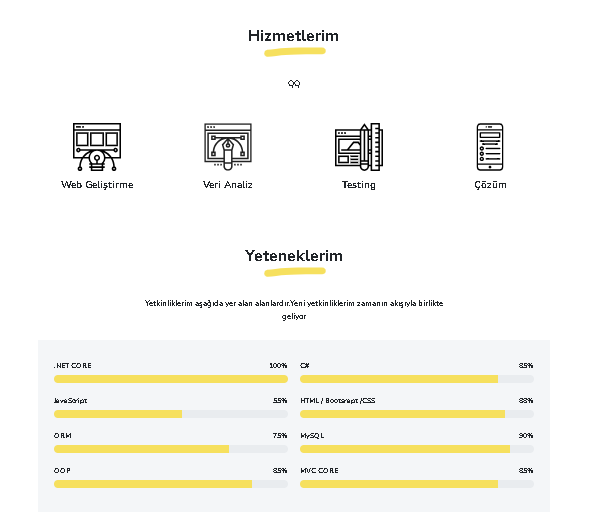 Hizmetlerim
QQ
Web Geliştirme
Veri Analiz
Testing
Çözüm
Yeteneklerim
Yetkinliklerim aşağıda yer alan alanlardır.Yeni yetkinliklerim zamanın akışıyla birlikte
geliyor
.NET CORE 100%
C# 85%
JavaScript 55%
HTML / Bootsrapt /CSS 88%
ORM 75%
MySQL 90%
OOP 85%
MVC CORE 85%